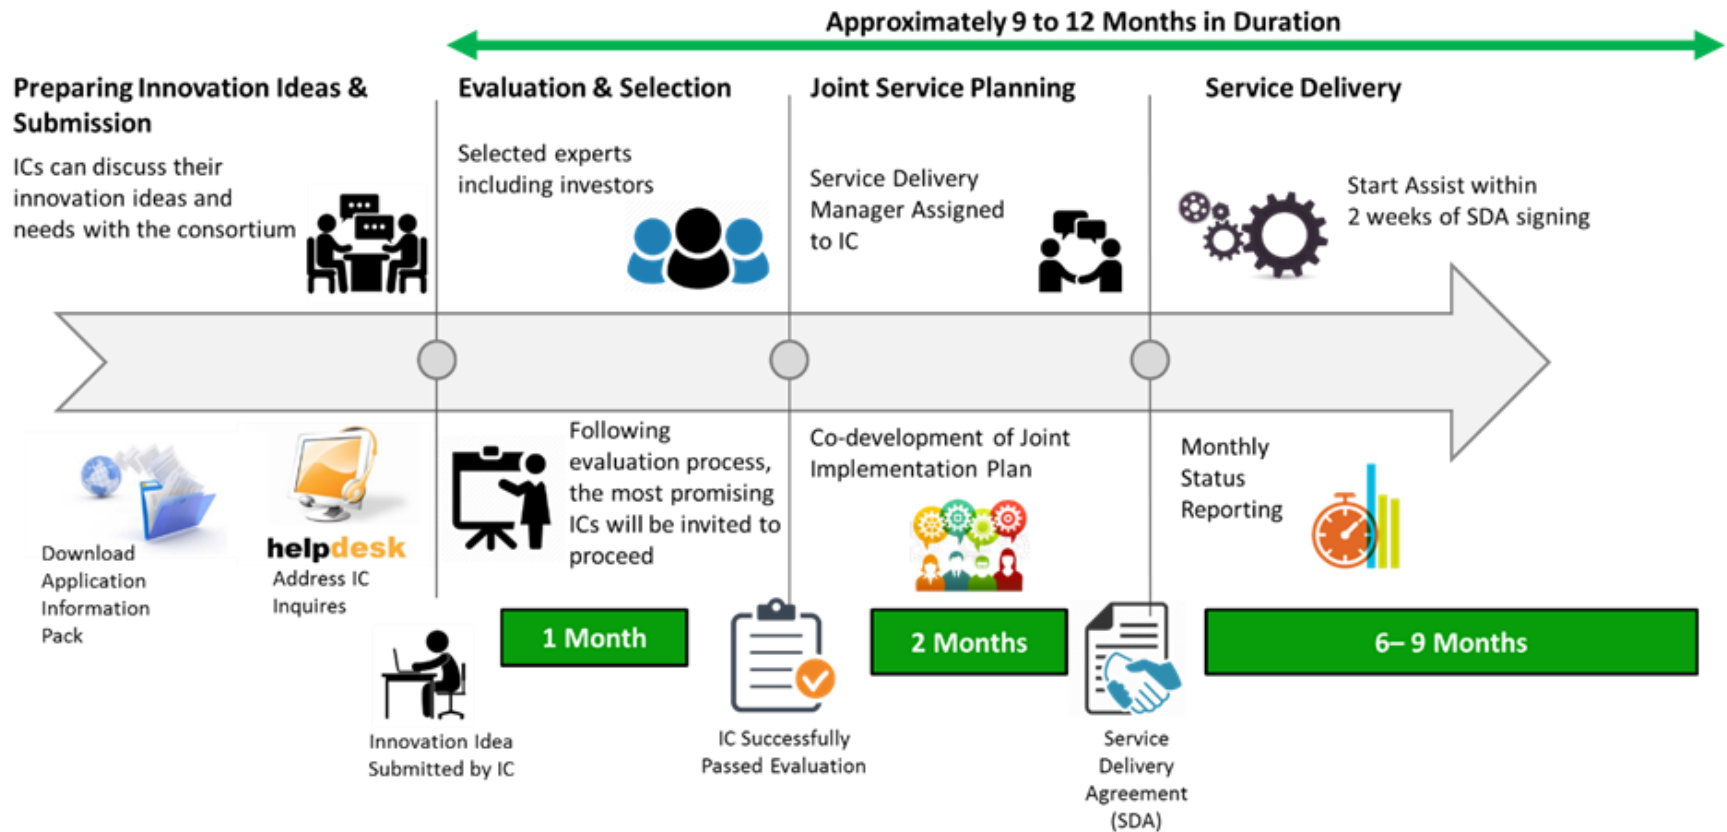 Approximately 9 to 12 Months in Duration
Preparing Innovation Ideas &
Submission
ICs can discuss their
innovation ideas and
needs with the consortium
Evaluation & Selection
Selected experts
including investors
Joint Service Planning
Service Delivery
Manager Assigned
to IC
Service Delivery
Start Assist within
2 weeks of SDA signing
Download
Application
Information
Pack
helpdesk
Address IC
Inquires
Following
evaluation process,
the most promising
ICs will be invited to
proceed
Co-development of Joint
Implementation Plan
Monthly
Status
Reporting
1 Month
2 Months
6– 9 Months
Innovation Idea
Submitted by IC
IC Successfully
Passed Evaluation
Service
Delivery
Agreement
(SDA)